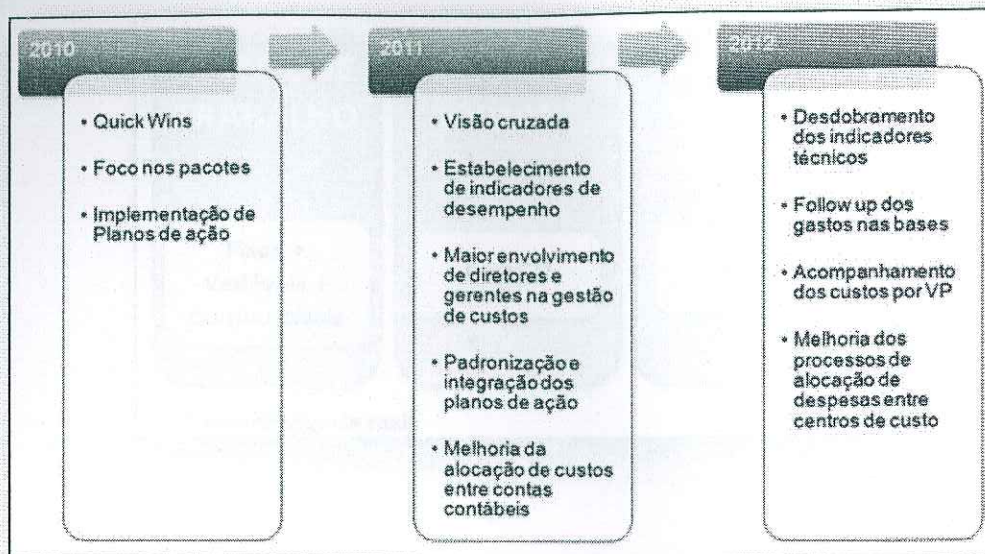 2010
• Quick Wins
• Foco nos pacotes
• Implementação de
Planos de ação
2011
• Visão cruzada
• Estabelecimento
de indicadores de
desempenho
• Maior envolvimento
de diretores e
gerentes na gestão
de custos
• Padronização e
integração dos
planos de ação
• Melhoria da
alocação de custos
entre contas
contábeis
2012
• Desdobramento
dos indicadores
técnicos
• Follow up dos
gastos nas bases
• Acompanhamento
dos custos por VP
• Melhoria dos
processos de
alocação de
despesas entre
centros de custo